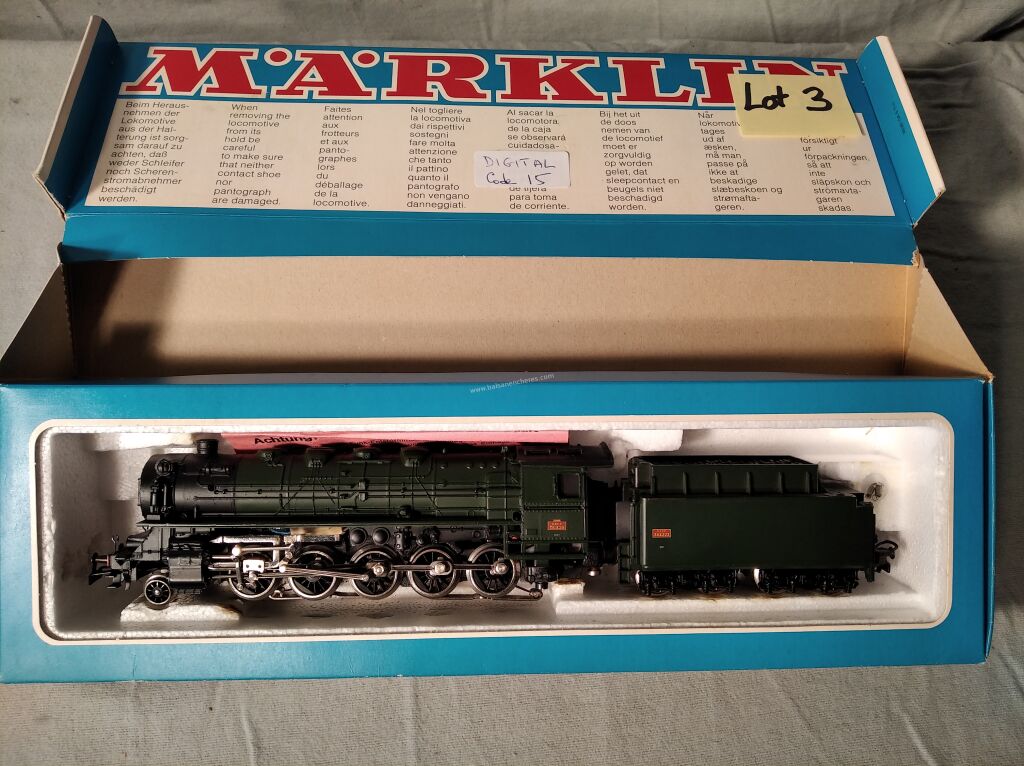 MÄRKLIN
Lot 3
Beim Heraus-
nehmen der
Lokomotive
aus der Hal-
terung ist sorg-
sam darauf zu
achten, daß
weder Schleifer
noch Scheren-
stromabnehmer
beschädigt
werden.
When
removing the
locomotive
from its
hold be
careful
to make sure
that neither
contact shoe
nor
pantograph
are damaged.
Faites
attention
aux
frotteurs
et aux
panto-
graphes
lors
du
déballage
de la
locomotive.
Nel togliere
la locomotiva
dai rispettivi
sostegni
fare molta
attenzione
che tanto
il pattino
quanto il
pantografo
non vengano
danneggiati.
Al sacar la
locomotora
de la caja
se observará
cuidadosa-
de tijera
para toma
de corriente.
DIGITAL
Code 15
Bij het uit
de doos
nemen van
de locomotief
moet er
zorgvuldig
op worden
gelet, dat
sleepcontact en
beugels niet
beschadigd
worden.
Når
tages
ud af
æsken,
må man
passe på
ikke at
beskadige
slæbeskoen og
strømafta-
geren.
försiktigt
ur
förpackningen,
så att
inte
släpskon och
strömavta-
garen
skadas.
www.balsanencheres.com
Achtung!